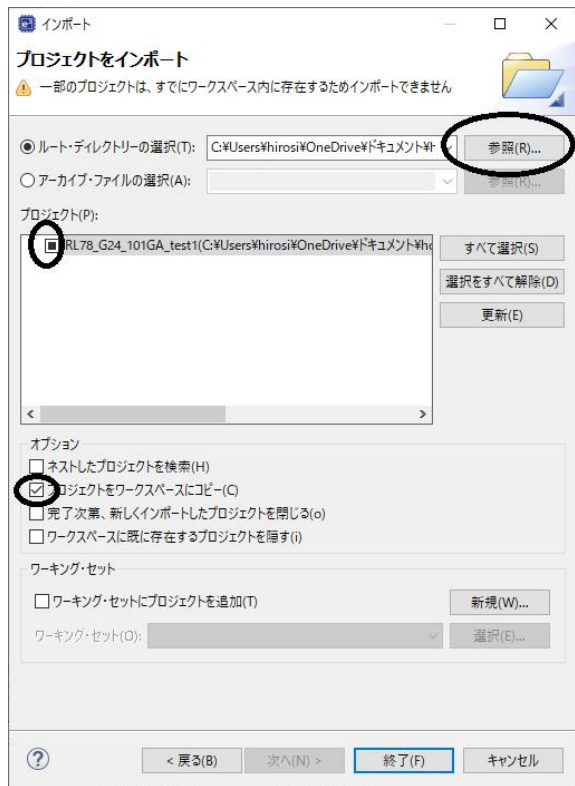 インポート
プロジェクトをインポート
一部のプロジェクトは、すでにワークスペース内に存在するためインポートできません
ルート・ディレクトリーの選択(T): C:¥Users¥hirosi¥OneDrive¥ドキュメント¥h 参照(R)...
アーカイブ・ファイルの選択(A): 参照(R)...
プロジェクト(P):
RL78_G24_101GA_test1(C:¥Users¥hirosi¥OneDrive¥ドキュメント¥ho すべて選択(S)
選択をすべて解除(D)
更新(E)
オプション
ネストしたプロジェクトを検索(H)
プロジェクトをワークスペースにコピー(C)
完了次第、新しくインポートしたプロジェクトを閉じる(o)
ワークスペースに既に存在するプロジェクトを隠す(i)
ワーキング・セット
ワーキング・セットにプロジェクトを追加(T) 新規(W)...
ワーキング・セット(O): 選択(E)...
? < 戻る(B) 次へ(N) > 終了(F) キャンセル